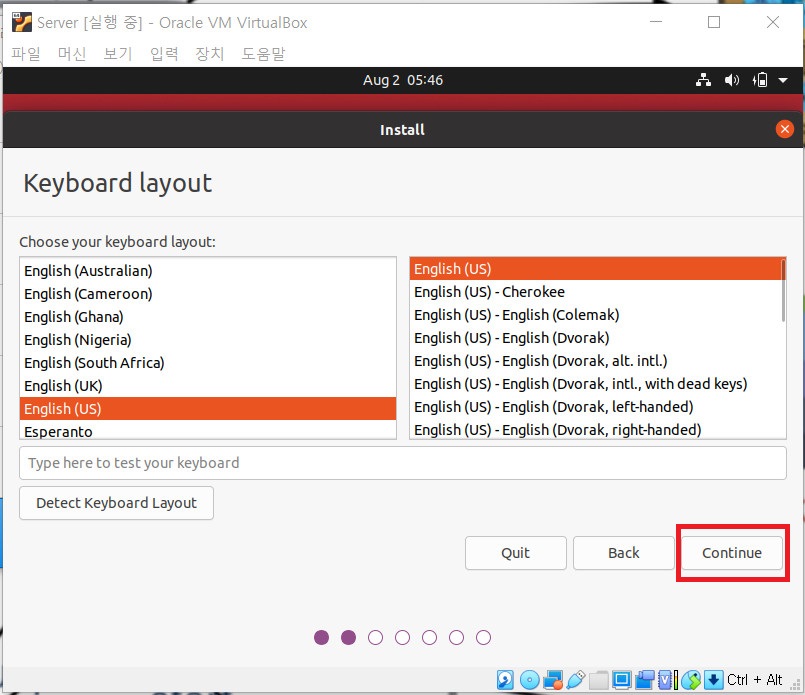 Server [실행 중] - Oracle VM VirtualBox
파일 머신 보기 입력 장치 도움말
Aug 2 05:46
Install
Keyboard layout
Choose your keyboard layout:
English (Australian)
English (Cameroon)
English (Ghana)
English (Nigeria)
English (South Africa)
English (UK)
English (US)
Esperanto
English (US)
English (US) - Cherokee
English (US) - English (Colemak)
English (US) - English (Dvorak)
English (US) - English (Dvorak, alt. intl.)
English (US) - English (Dvorak, intl., with dead keys)
English (US) - English (Dvorak, left-handed)
English (US) - English (Dvorak, right-handed)
Type here to test your keyboard
Detect Keyboard Layout
Quit Back Continue
Ctrl + Alt